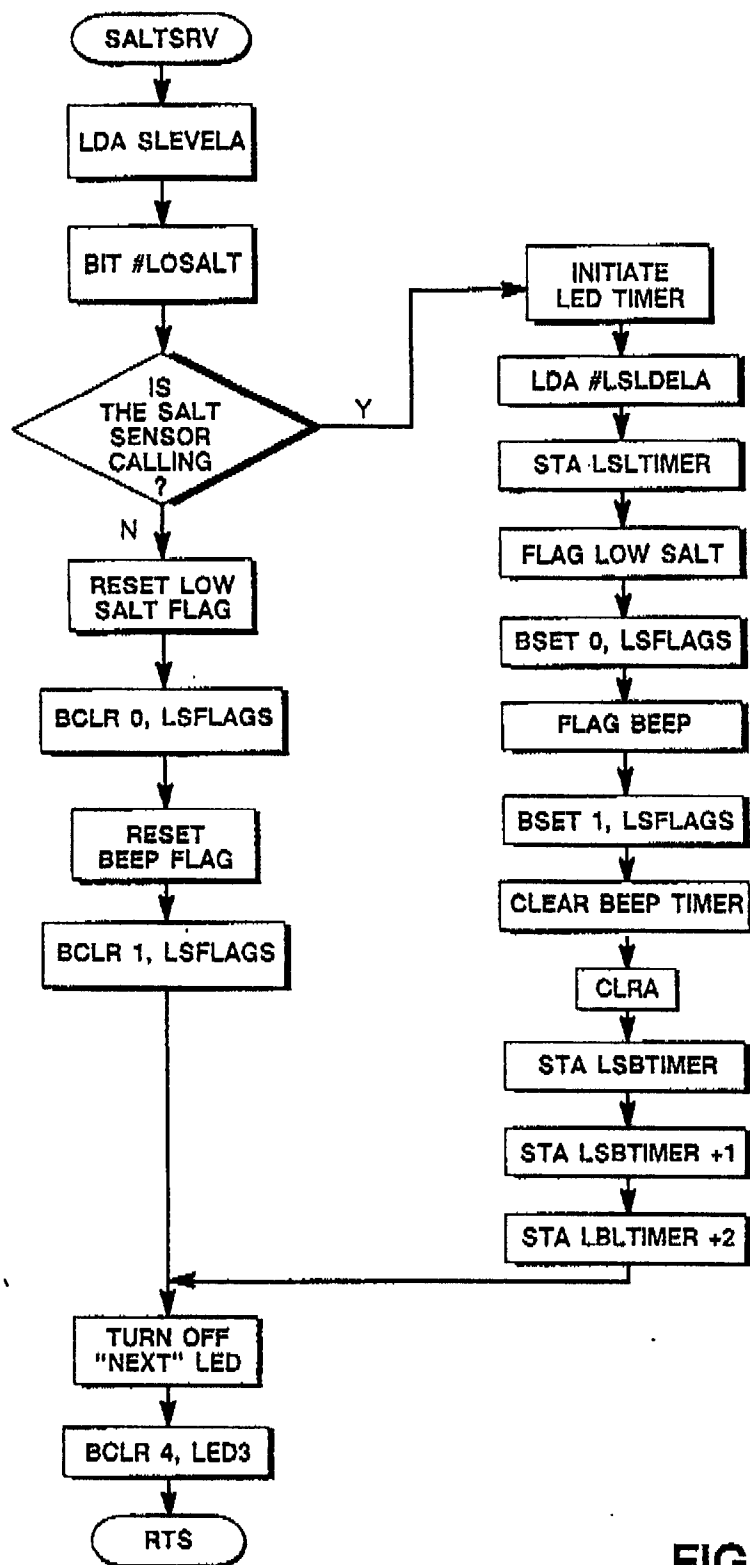 SALTSRV
LDA SLEVELA
BIT #LOSALT
IS
THE SALT
SENSOR
CALLING
?
Y
N
RESET LOW
SALT FLAG
BCLR 0, LSFLAGS
RESET
BEEP FLAG
BCLR 1, LSFLAGS
INITIATE
LED TIMER
LDA #LSLDELA
STA LSLTIMER
FLAG LOW SALT
BSET 0, LSFLAGS
FLAG BEEP
BSET 1, LSFLAGS
CLEAR BEEP TIMER
CLRA
STA LSBTIMER
STA LSBTIMER +1
STA LBLTIMER +2
TURN OFF
"NEXT" LED
BCLR 4, LED3
RTS
FIG